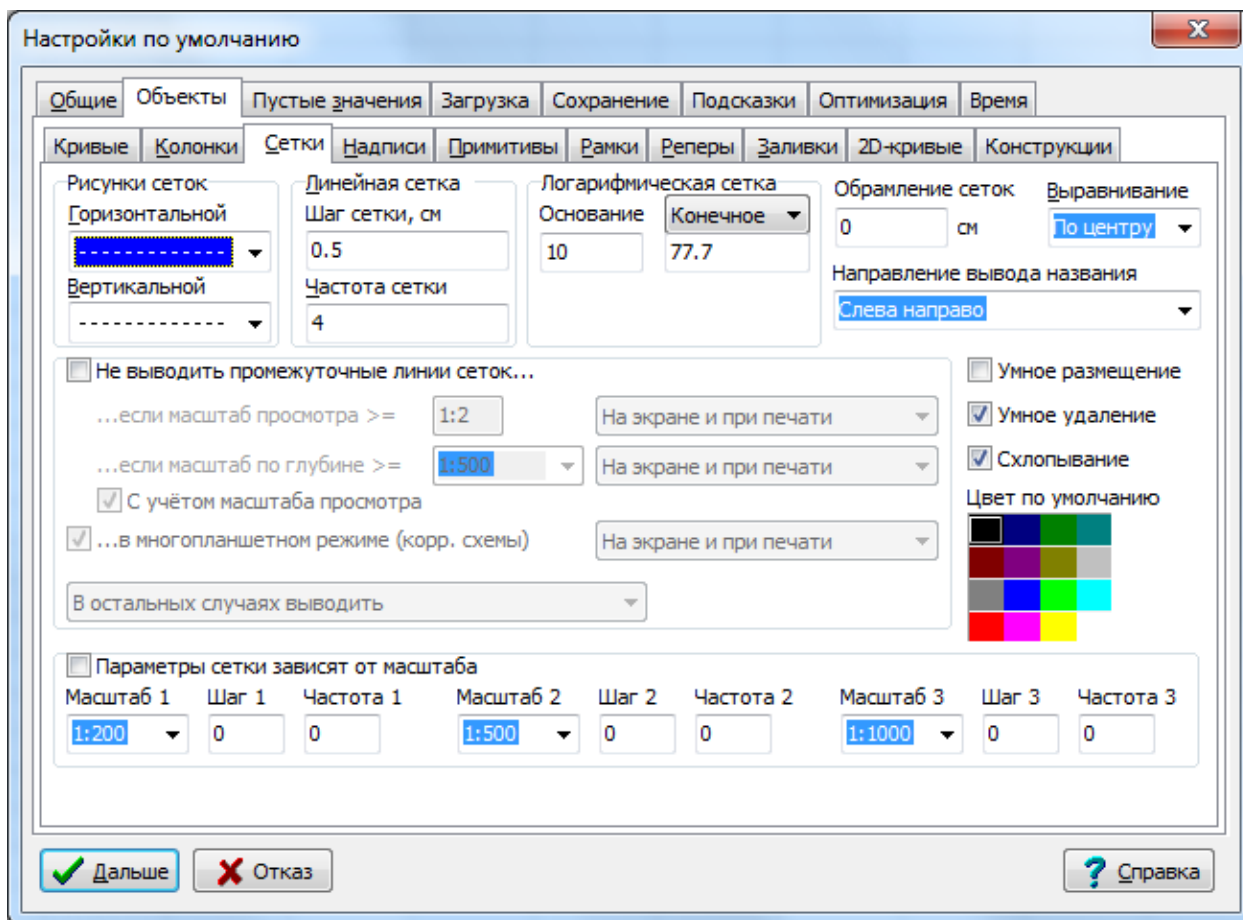 Настройки по умолчанию
Общие Объекты Пустые значения Загрузка Сохранение Подсказки Оптимизация Время
Кривые Колонки Сетки Надписи Примитивы Рамки Реперы Заливки 2D-кривые Конструкции
Рисунки сеток Линейная сетка Логарифмическая сетка Обрамление сеток Выравнивание
Горизонтальной Шаг сетки, см Основание Конечное
0.5 10 77.7 0 см По центру
Вертикальной Частота сетки Направление вывода названия
4 Слева направо
Не выводить промежуточные линии сеток... Умное размещение
...если масштаб просмотра >= 1:2 На экране и при печати Умное удаление
...если масштаб по глубине >= 1:500 На экране и при печати Схлопывание
С учётом масштаба просмотра Цвет по умолчанию
...в многопланшетном режиме (корр. схемы) На экране и при печати
В остальных случаях выводить
Параметры сетки зависят от масштаба
Масштаб 1 Шаг 1 Частота 1 Масштаб 2 Шаг 2 Частота 2 Масштаб 3 Шаг 3 Частота 3
1:200 0 0 1:500 0 0 1:1000 0 0
Дальше Отказ Справка